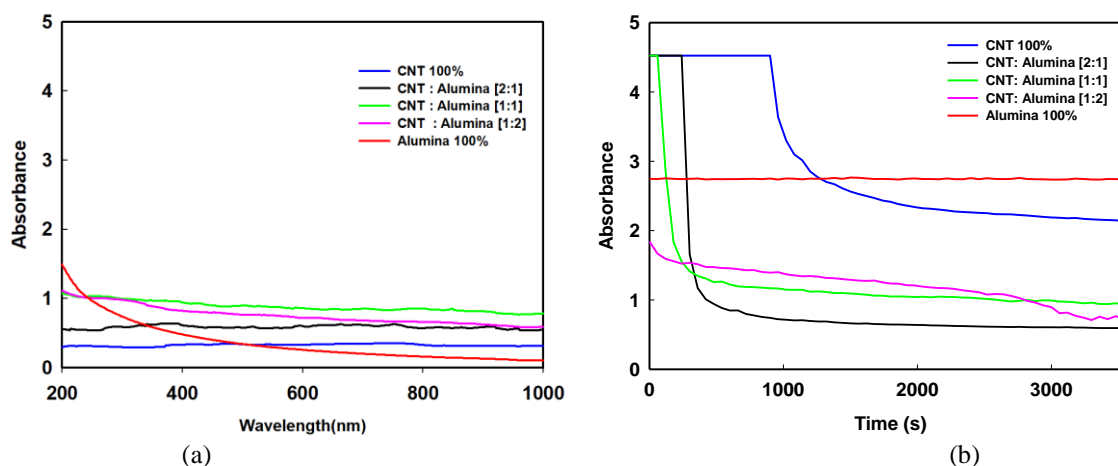 5
4
3
2
1
0
Absorbance
CNT 100%
CNT : Alumina [2:1]
CNT : Alumina [1:1]
CNT : Alumina [1:2]
Alumina 100%
200 400 600 800 1000
Wavelength(nm)
(a)
5
4
3
2
1
0
Absorbance
CNT 100%
CNT: Alumina [2:1]
CNT: Alumina [1:1]
CNT: Alumina [1:2]
Alumina 100%
0 1000 2000 3000
Time (s)
(b)